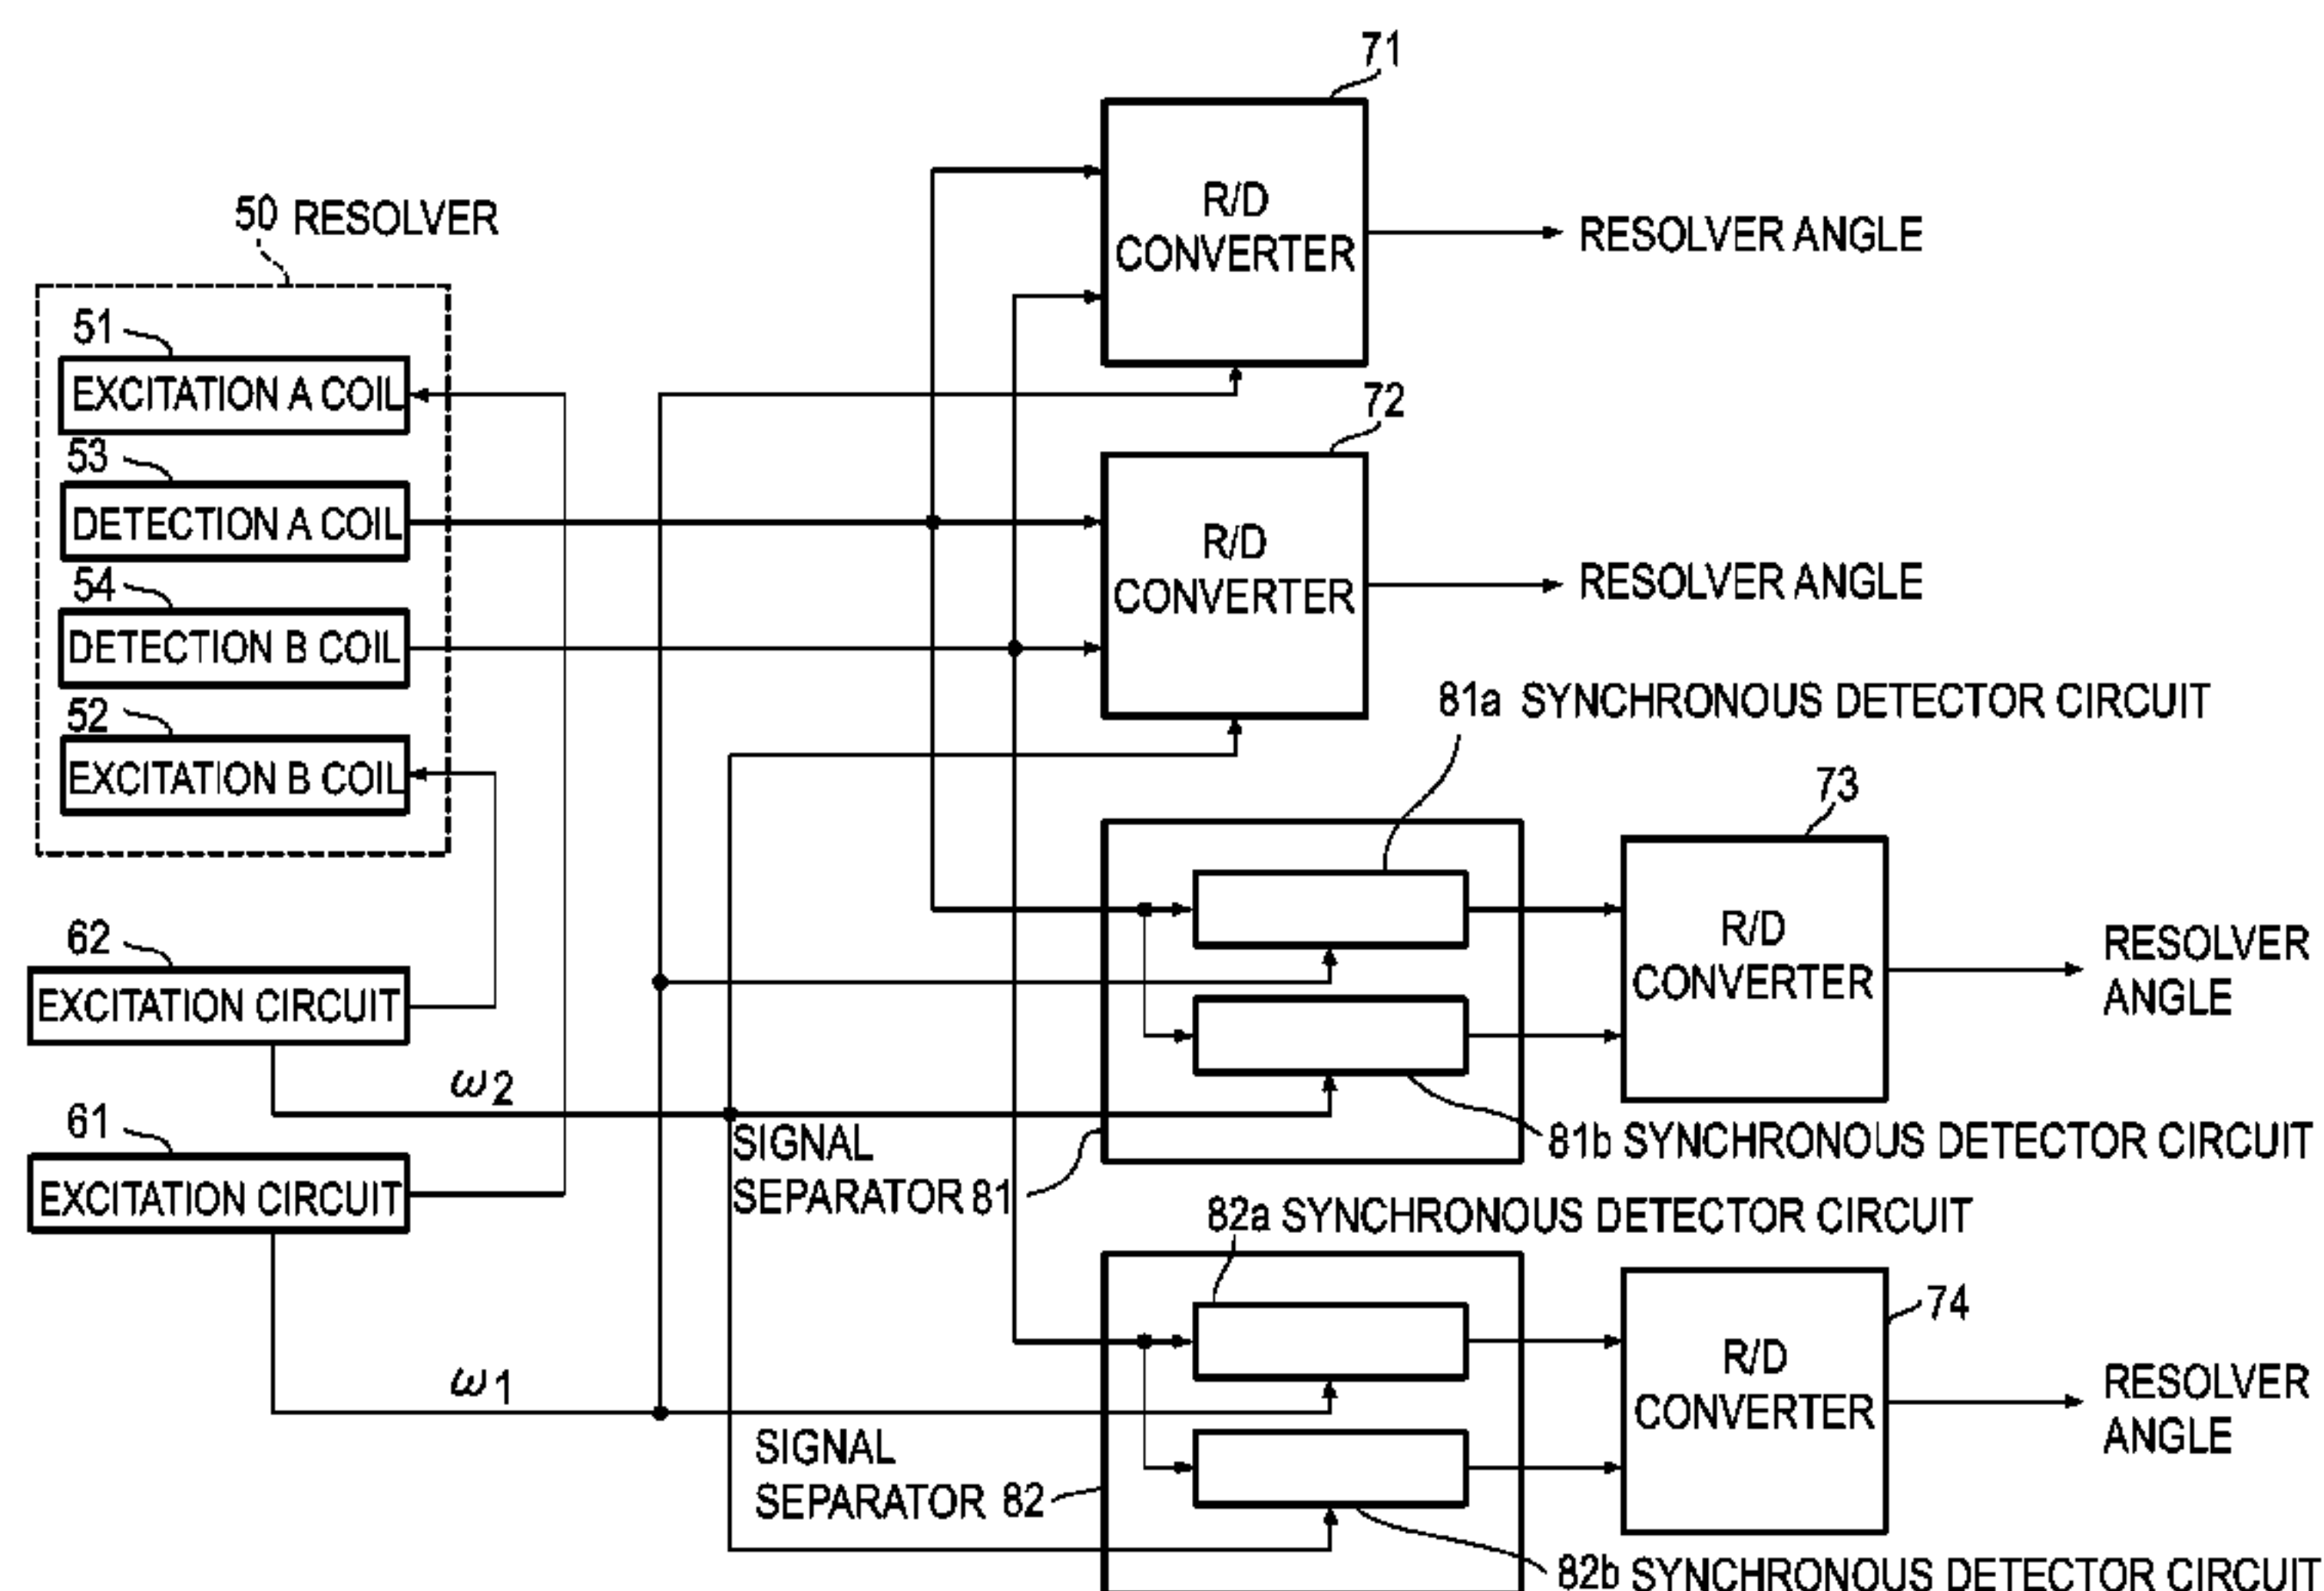 71
R/D
CONVERTER
RESOLVER ANGLE
50 RESOLVER
51
EXCITATION A COIL
53
DETECTION A COIL
54
DETECTION B COIL
52
EXCITATION B COIL
72
R/D
CONVERTER
RESOLVER ANGLE
81a SYNCHRONOUS DETECTOR CIRCUIT
73
R/D
CONVERTER
RESOLVER
ANGLE
62
EXCITATION CIRCUIT
ω2
61
EXCITATION CIRCUIT
SIGNAL
SEPARATOR 81
81b SYNCHRONOUS DETECTOR CIRCUIT
82a SYNCHRONOUS DETECTOR CIRCUIT
74
R/D
CONVERTER
RESOLVER
ANGLE
ω1
SIGNAL
SEPARATOR 82
82b SYNCHRONOUS DETECTOR CIRCUIT